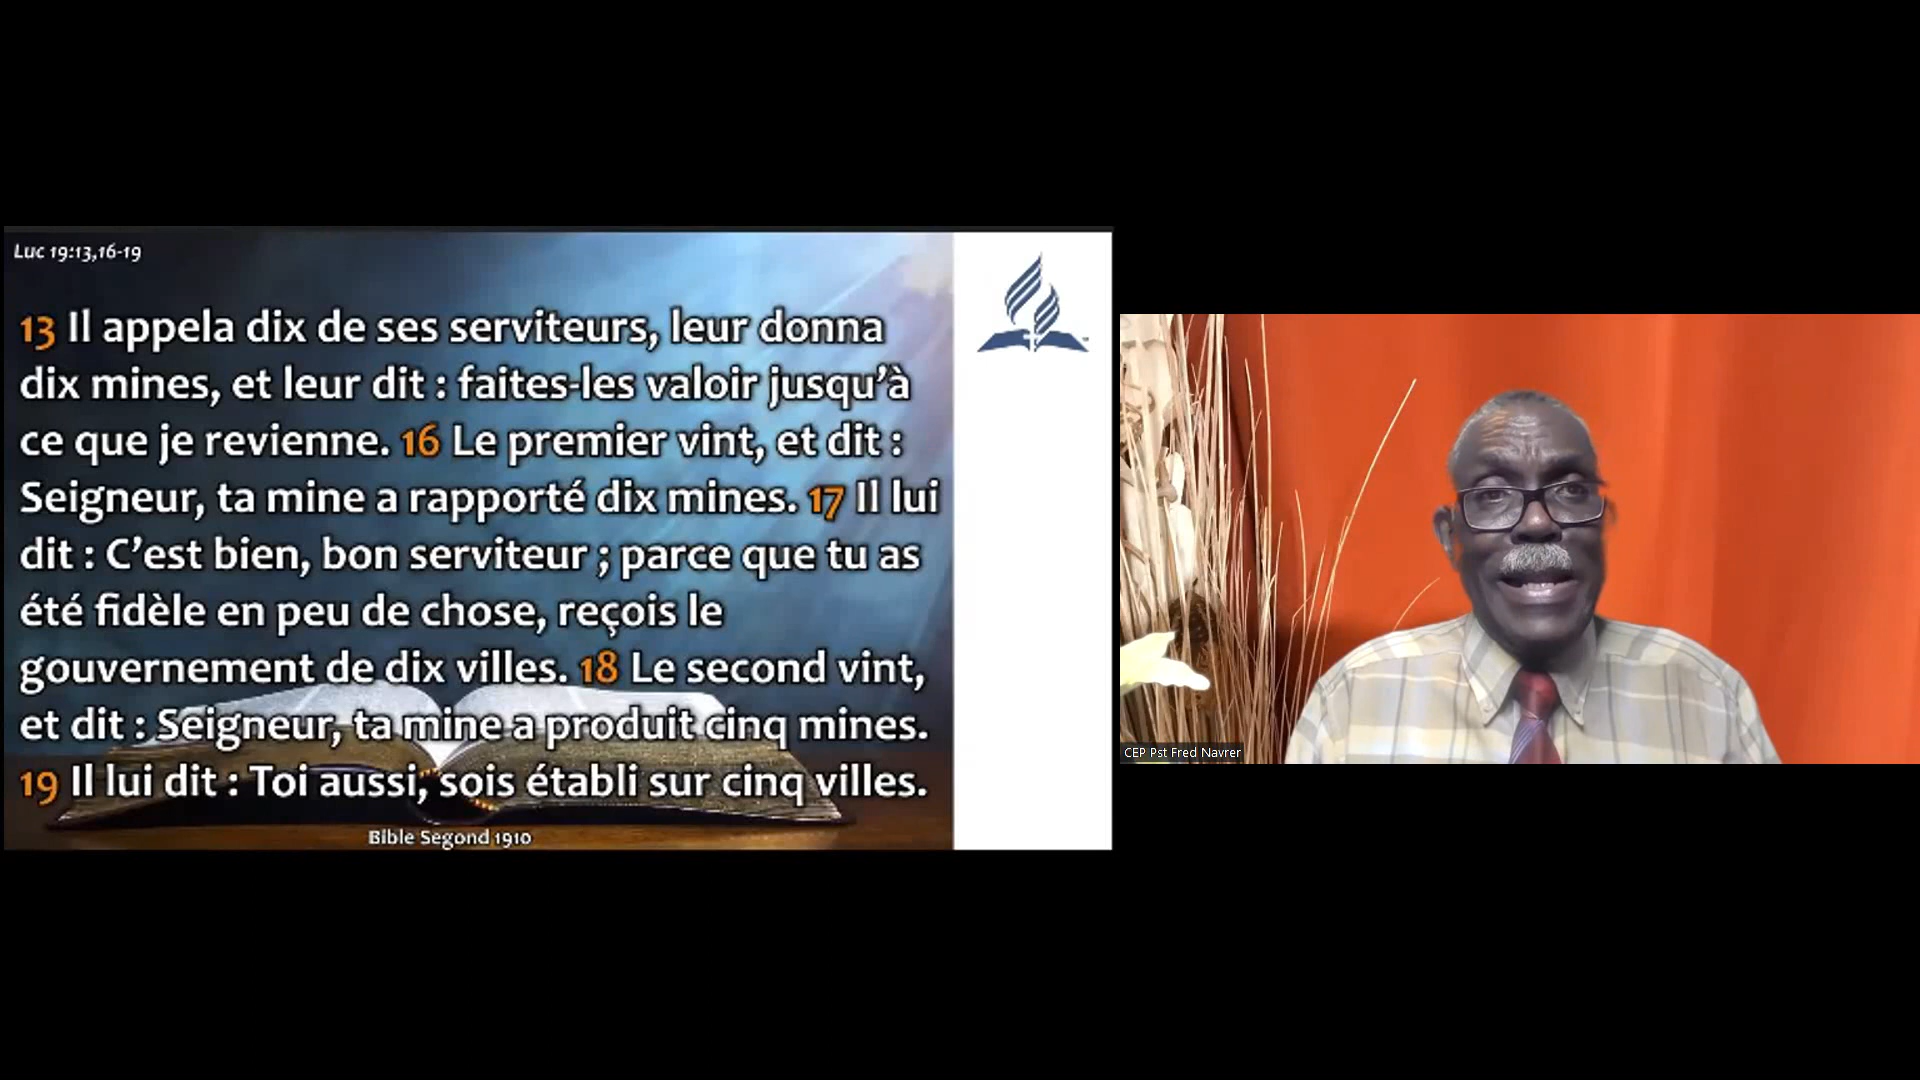 Luc 19:13,16-19
13 Il appela dix de ses serviteurs, leur donna
dix mines, et leur dit : faites-les valoir jusqu’à
ce que je revienne. 16 Le premier vint, et dit :
Seigneur, ta mine a rapporté dix mines. 17 Il lui
dit : C’est bien, bon serviteur ; parce que tu as
été fidèle en peu de chose, reçois le
gouvernement de dix villes. 18 Le second vint,
et dit : Seigneur, ta mine a produit cinq mines.
19 Il lui dit : Toi aussi, sois établi sur cinq villes.
Bible Segond 1910
CEP Pst Fred Navrer